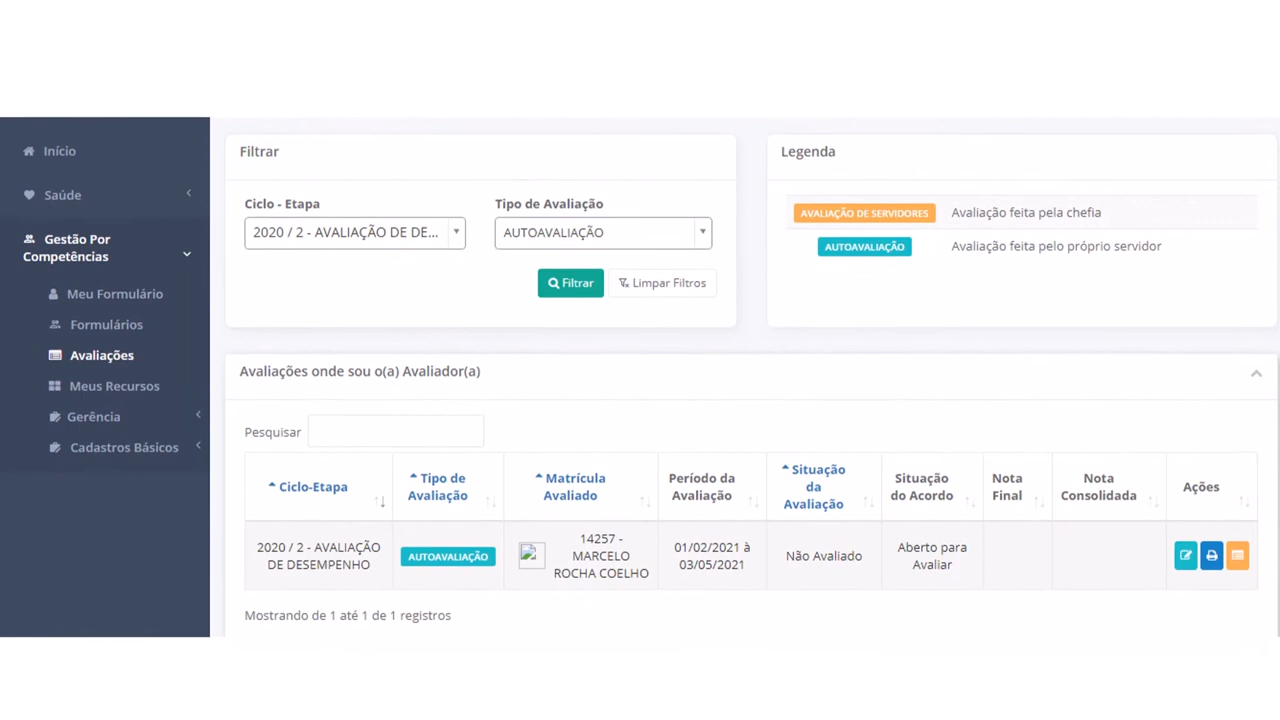 Início
Saúde
Gestão Por
Competências
Meu Formulário
Formulários
Avaliações
Meus Recursos
Gerência
Cadastros Básicos
Filtrar
Ciclo - Etapa
Tipo de Avaliação
2020 / 2 - AVALIAÇÃO DE DE...
AUTOAVALIAÇÃO
Filtrar
Limpar Filtros
Legenda
AVALIAÇÃO DE SERVIDORES
Avaliação feita pela chefia
AUTOAVALIAÇÃO
Avaliação feita pelo próprio servidor
Avaliações onde sou o(a) Avaliador(a)
Pesquisar
Ciclo-Etapa
Tipo de
Avaliação
Matrícula
Avaliado
Período da
Avaliação
Situação
da
Avaliação
Situação
do Acordo
Nota
Final
Nota
Consolidada
Ações
2020 / 2 - AVALIAÇÃO
DE DESEMPENHO
AUTOAVALIAÇÃO
14257 -
MARCELO
ROCHA COELHO
01/02/2021 à
03/05/2021
Não Avaliado
Aberto para
Avaliar
Mostrando de 1 até 1 de 1 registros